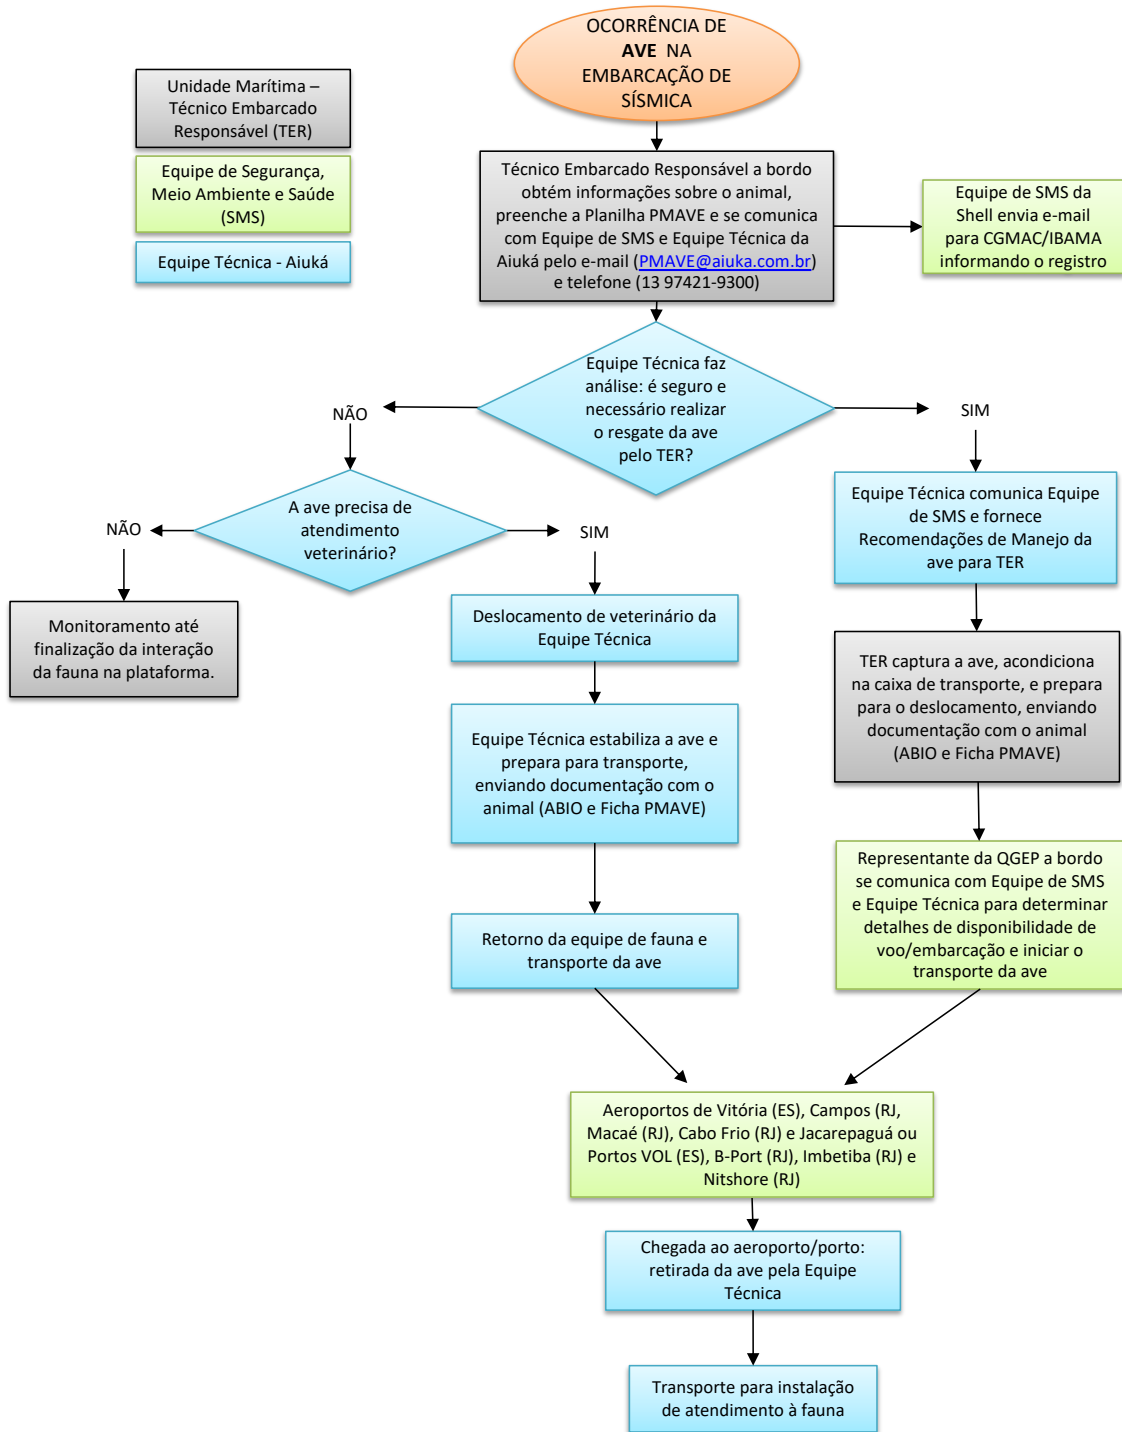 OCORRÊNCIA DE
AVE NA
EMBARCAÇÃO DE
SÍSMICA
Unidade Marítima –
Técnico Embarcado
Responsável (TER)
Equipe de Segurança,
Meio Ambiente e Saúde
(SMS)
Equipe Técnica - Aiuká
Técnico Embarcado Responsável a bordo
obtém informações sobre o animal,
preenche a Planilha PMAVE e se comunica
com Equipe de SMS e Equipe Técnica da
Aiuká pelo e-mail (PMAVE@aiuka.com.br)
e telefone (13 97421-9300)
Equipe de SMS da
Shell envia e-mail
para CGMAC/IBAMA
informando o registro
Equipe Técnica faz
análise: é seguro e
necessário realizar
o resgate da ave
pelo TER?
NÃO
SIM
A ave precisa de
atendimento
veterinário?
NÃO
SIM
Equipe Técnica comunica Equipe
de SMS e fornece
Recomendações de Manejo da
ave para TER
Monitoramento até
finalização da interação
da fauna na plataforma.
Deslocamento de veterinário da
Equipe Técnica
TER captura a ave, acondiciona
na caixa de transporte, e prepara
para o deslocamento, enviando
documentação com o animal
(ABIO e Ficha PMAVE)
Equipe Técnica estabiliza a ave e
prepara para transporte,
enviando documentação com o
animal (ABIO e Ficha PMAVE)
Representante da QGEP a bordo
se comunica com Equipe de SMS
e Equipe Técnica para determinar
detalhes de disponibilidade de
voo/embarcação e iniciar o
transporte da ave
Retorno da equipe de fauna e
transporte da ave
Aeroportos de Vitória (ES), Campos (RJ,
Macaé (RJ), Cabo Frio (RJ) e Jacarepaguá ou
Portos VOL (ES), B-Port (RJ), Imbetiba (RJ) e
Nitshore (RJ)
Chegada ao aeroporto/porto:
retirada da ave pela Equipe
Técnica
Transporte para instalação
de atendimento à fauna